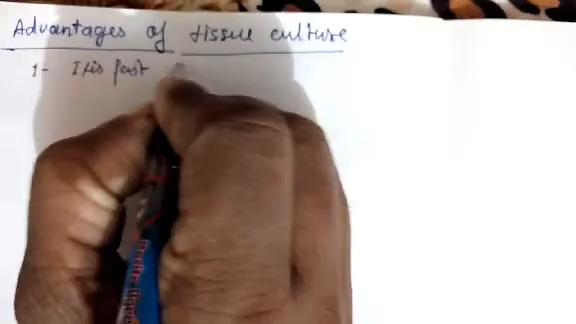 Advantages of tissue culture
1- It is fast